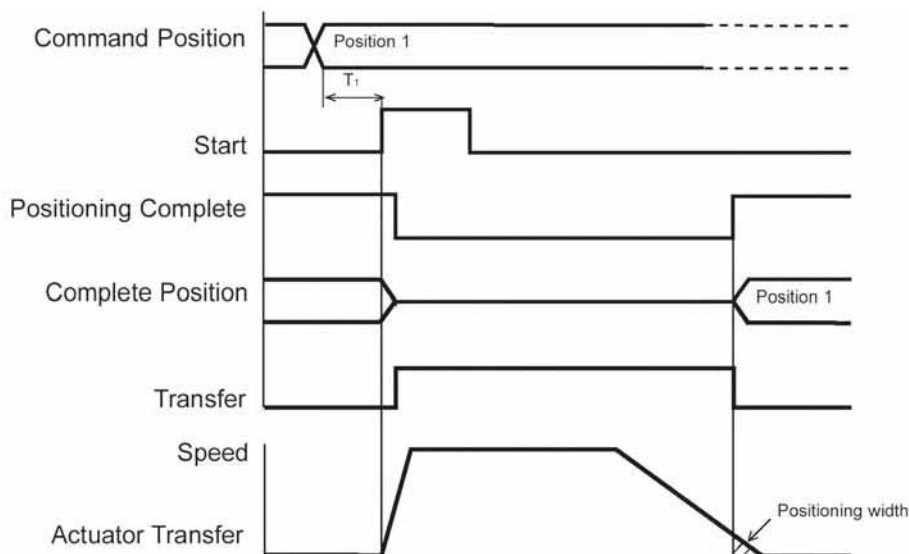 Command Position
Position 1
T₁
Start
Positioning Complete
Complete Position
Position 1
Transfer
Speed
Positioning width
Actuator Transfer